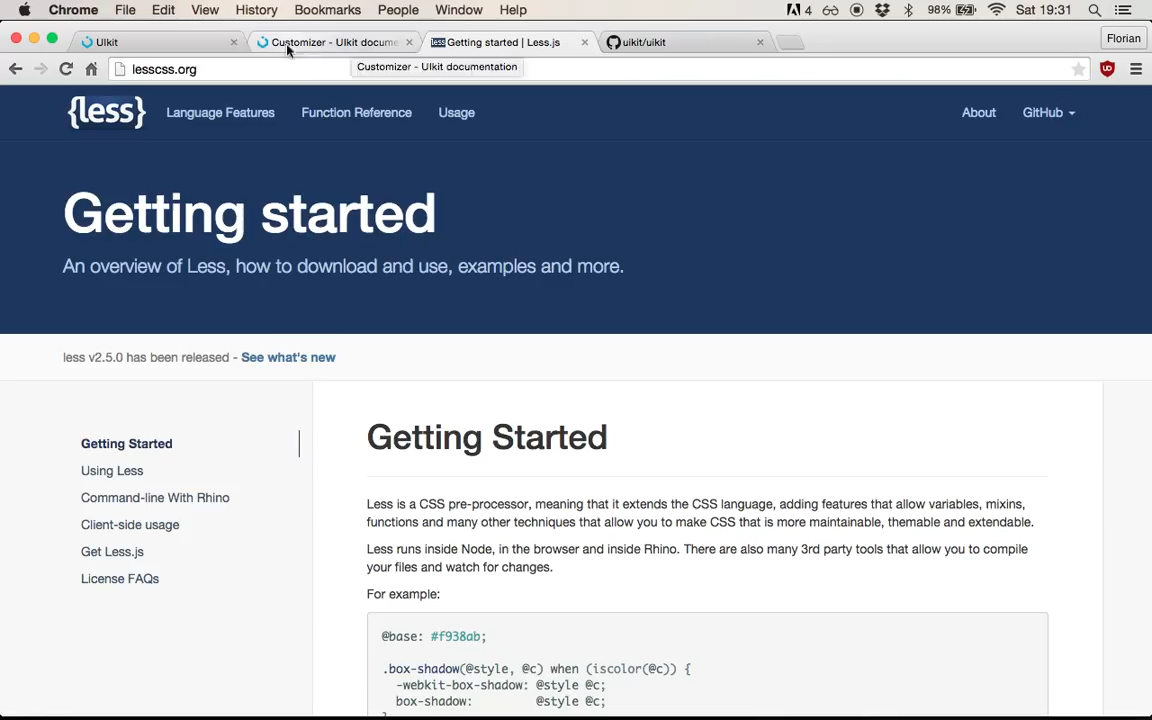 Chrome File Edit View History Bookmarks People Window Help 4 98% Sat 19:31
UIkit Customizer - UIkit docume Getting started | Less.js uikit/uikit Florian
lesscss.org
Customizer - UIkit documentation
{less} Language Features Function Reference Usage About GitHub
Getting started
An overview of Less, how to download and use, examples and more.
less v2.5.0 has been released - See what's new
Getting Started
Using Less
Command-line With Rhino
Client-side usage
Get Less.js
License FAQs
Getting Started
Less is a CSS pre-processor, meaning that it extends the CSS language, adding features that allow variables, mixins,
functions and many other techniques that allow you to make CSS that is more maintainable, themable and extendable.
Less runs inside Node, in the browser and inside Rhino. There are also many 3rd party tools that allow you to compile
your files and watch for changes.
For example:
@base: #f938ab;
.box-shadow(@style, @c) when (iscolor(@c)) {
-webkit-box-shadow: @style @c;
box-shadow: @style @c;
}